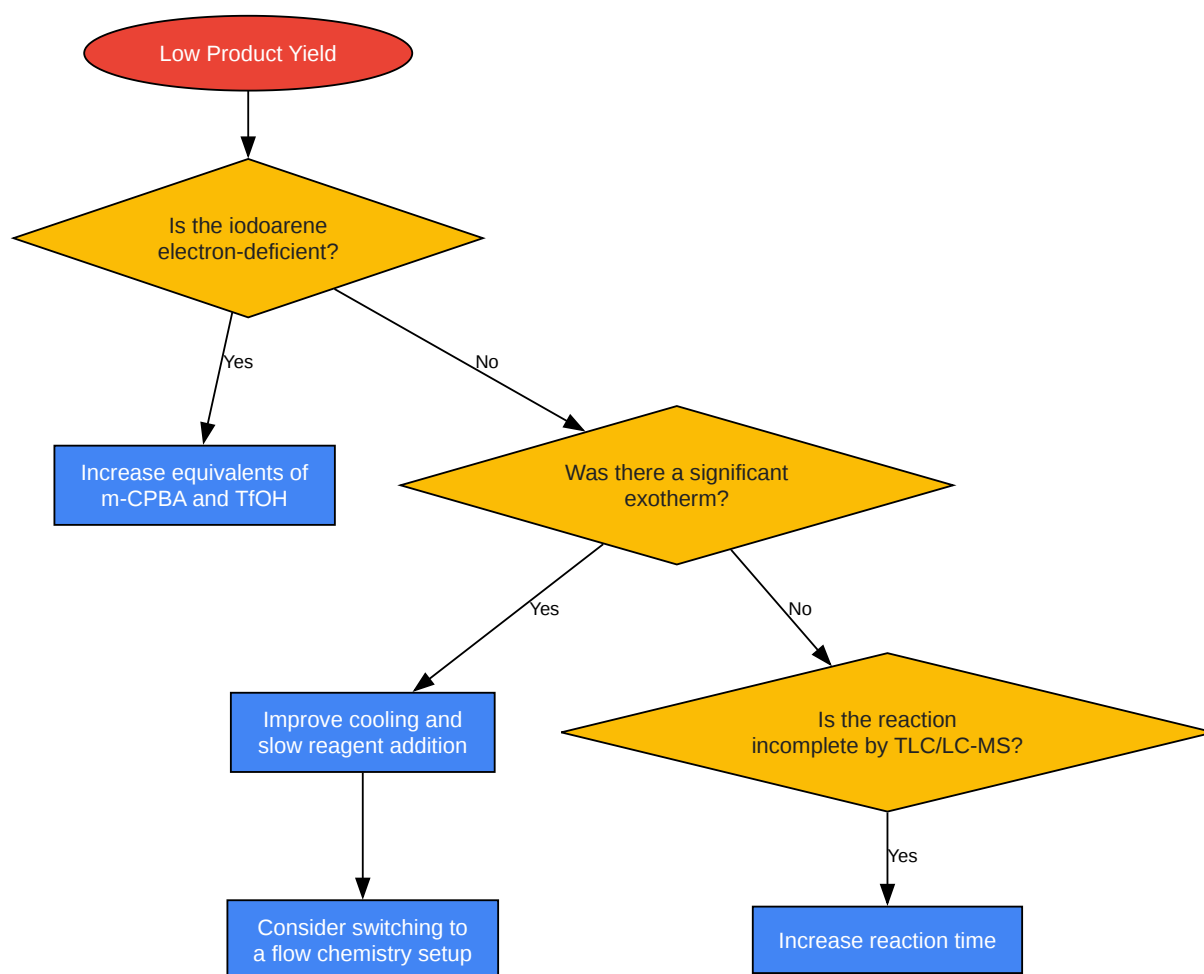 Low Product Yield
Is the iodoarene
electron-deficient?
Yes
No
Increase equivalents of
m-CPBA and TfOH
Was there a significant
exotherm?
Yes
No
Improve cooling and
slow reagent addition
Is the reaction
incomplete by TLC/LC-MS?
Yes
Consider switching to
a flow chemistry setup
Increase reaction time